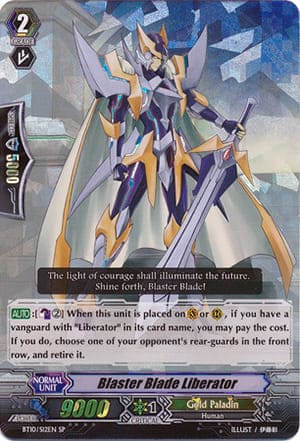 2
GRADE
5000
The light of courage shall illuminate the future.
Shine forth, Blaster Blade!
AUTO:[(2)] When this unit is placed on (V) or (R), if you have a
vanguard with "Liberator" in its card name, you may pay the cost.
If you do, choose one of your opponent's rear-guards in the front
row, and retire it.
NORMAL
UNIT
Blaster Blade Liberator
POWER
9000
1
CRITICAL
Gold Paladin
Human
BT10/S12EN SP
ILLUST / 伊藤彰